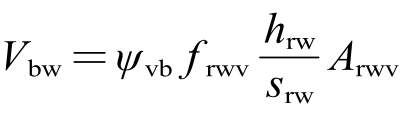 V_bw = ψ_vb f_rwv h_rw/s_rw A_rwv